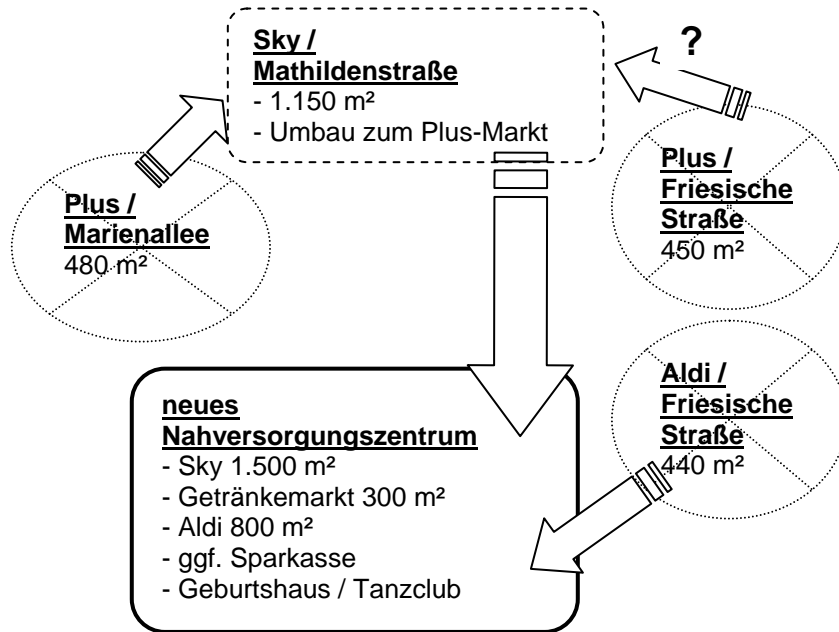 Sky /
Mathildenstraße
- 1.150 m²
- Umbau zum Plus-Markt
?
Plus /
Marienallee
480 m²
Plus /
Friesische
Straße
450 m²
Aldi /
Friesische
Straße
440 m²
neues
Nahversorgungszentrum
- Sky 1.500 m²
- Getränkemarkt 300 m²
- Aldi 800 m²
- ggf. Sparkasse
- Geburtshaus / Tanzclub